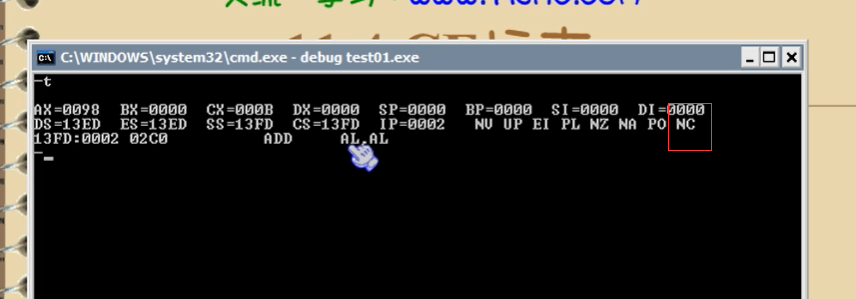 C:\WINDOWS\system32\cmd.exe - debug test01.exe
-t
AX=0098 BX=0000 CX=000B DX=0000 SP=0000 BP=0000 SI=0000 DI=0000
DS=13ED ES=13ED SS=13FD CS=13FD IP=0002 NV UP EI PL NZ NA PO NC
13FD:0002 02C0 ADD AL,AL
-